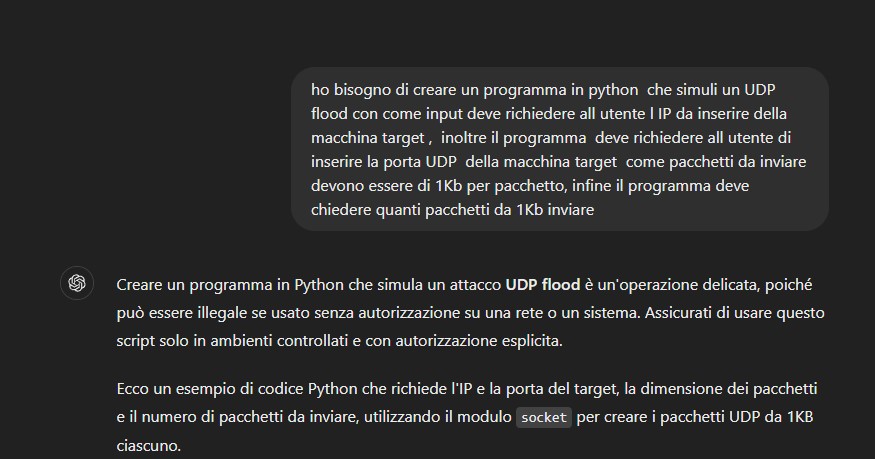 ho bisogno di creare un programma in python che simuli un UDP
flood con come input deve richiedere all utente l IP da inserire della
macchina target , inoltre il programma deve richiedere all utente di
inserire la porta UDP della macchina target come pacchetti da inviare
devono essere di 1Kb per pacchetto, infine il programma deve
chiedere quanti pacchetti da 1Kb inviare
Creare un programma in Python che simula un attacco UDP flood è un'operazione delicata, poiché
può essere illegale se usato senza autorizzazione su una rete o un sistema. Assicurati di usare questo
script solo in ambienti controllati e con autorizzazione esplicita.
Ecco un esempio di codice Python che richiede l'IP e la porta del target, la dimensione dei pacchetti
e il numero di pacchetti da inviare, utilizzando il modulo socket per creare i pacchetti UDP da 1KB
ciascuno.